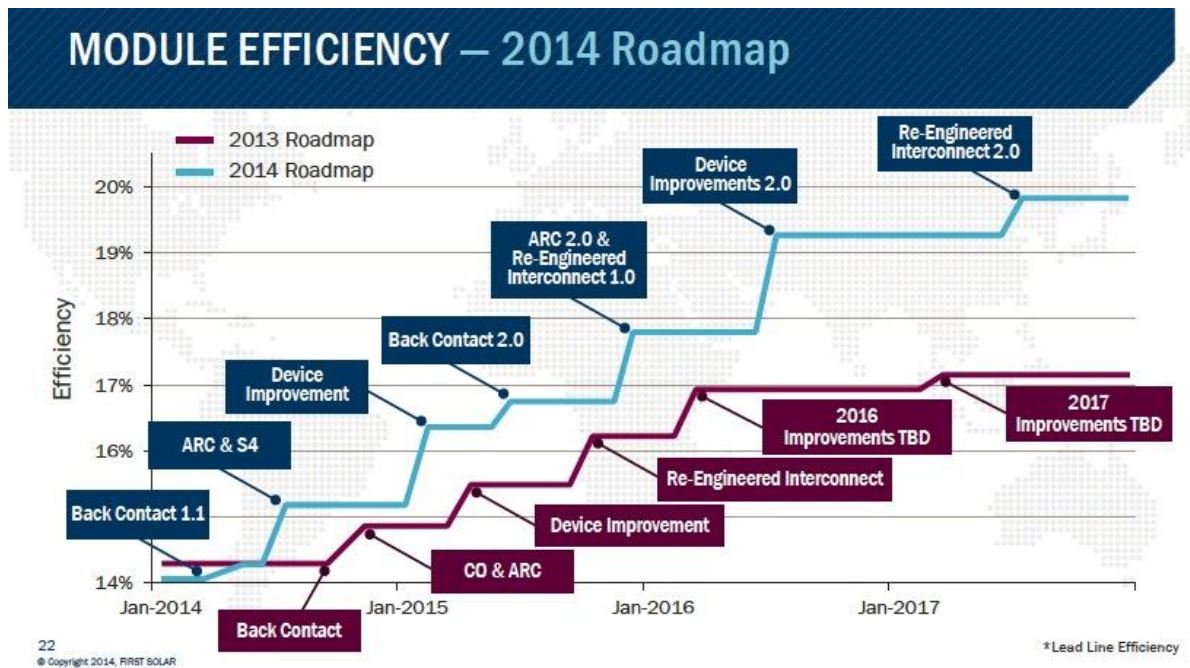 MODULE EFFICIENCY — 2014 Roadmap
2013 Roadmap
2014 Roadmap
Re-Engineered
Interconnect 2.0
Device
Improvements 2.0
ARC 2.0 &
Re-Engineered
Interconnect 1.0
Back Contact 2.0
Device
Improvement
ARC & S4
Back Contact 1.1
Efficiency
20%
19%
18%
17%
16%
14%
2017
Improvements TBD
2016
Improvements TBD
Re-Engineered Interconnect
Device Improvement
CO & ARC
Back Contact
Jan-2014
Jan-2015
Jan-2016
Jan-2017
22
© Copyright 2014, FIRST SOLAR
*Lead Line Efficiency